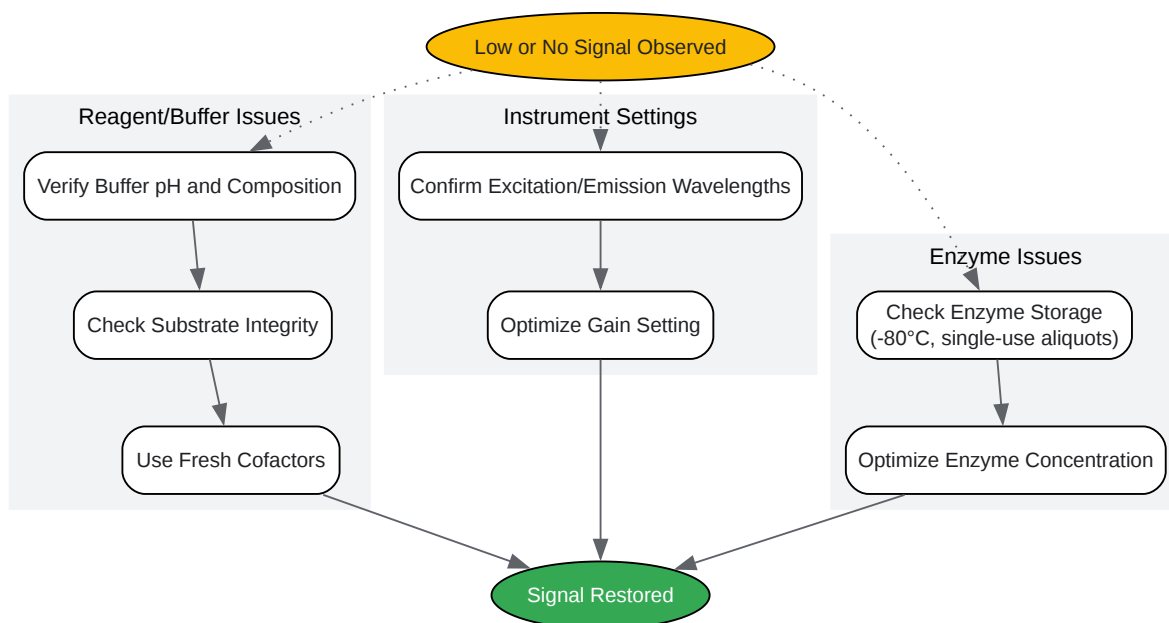 Low or No Signal Observed
Reagent/Buffer Issues
Verify Buffer pH and Composition
Check Substrate Integrity
Use Fresh Cofactors
Instrument Settings
Confirm Excitation/Emission Wavelengths
Optimize Gain Setting
Enzyme Issues
Check Enzyme Storage
(-80°C, single-use aliquots)
Optimize Enzyme Concentration
Signal Restored